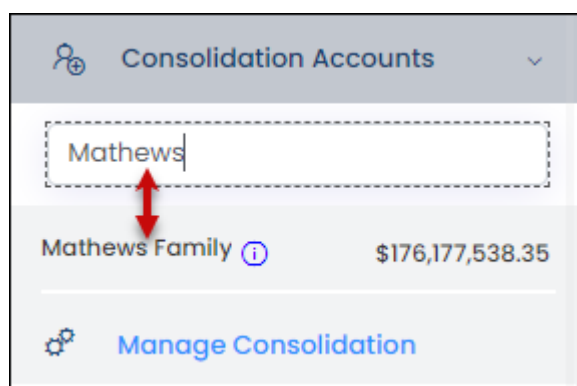 Consolidation Accounts
Mathews
Mathews Family $176,177,538.35
Manage Consolidation